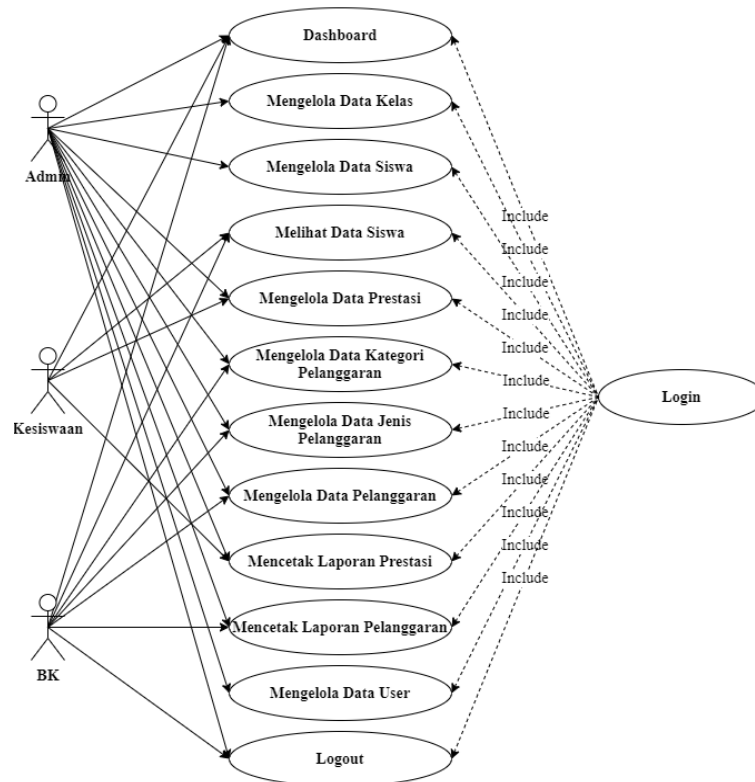 Dashboard
Mengelola Data Kelas
Admin
Mengelola Data Siswa
Include
Melihat Data Siswa
Include
Include
Mengelola Data Prestasi
Include
Include
Mengelola Data Kategori
Pelanggaran
Include
Login
Kesiswaan
Mengelola Data Jenis
Pelanggaran
Include
Include
Mengelola Data Pelanggaran
Include
Include
Mencetak Laporan Prestasi
Include
Include
Mencetak Laporan Pelanggaran
BK
Mengelola Data User
Logout